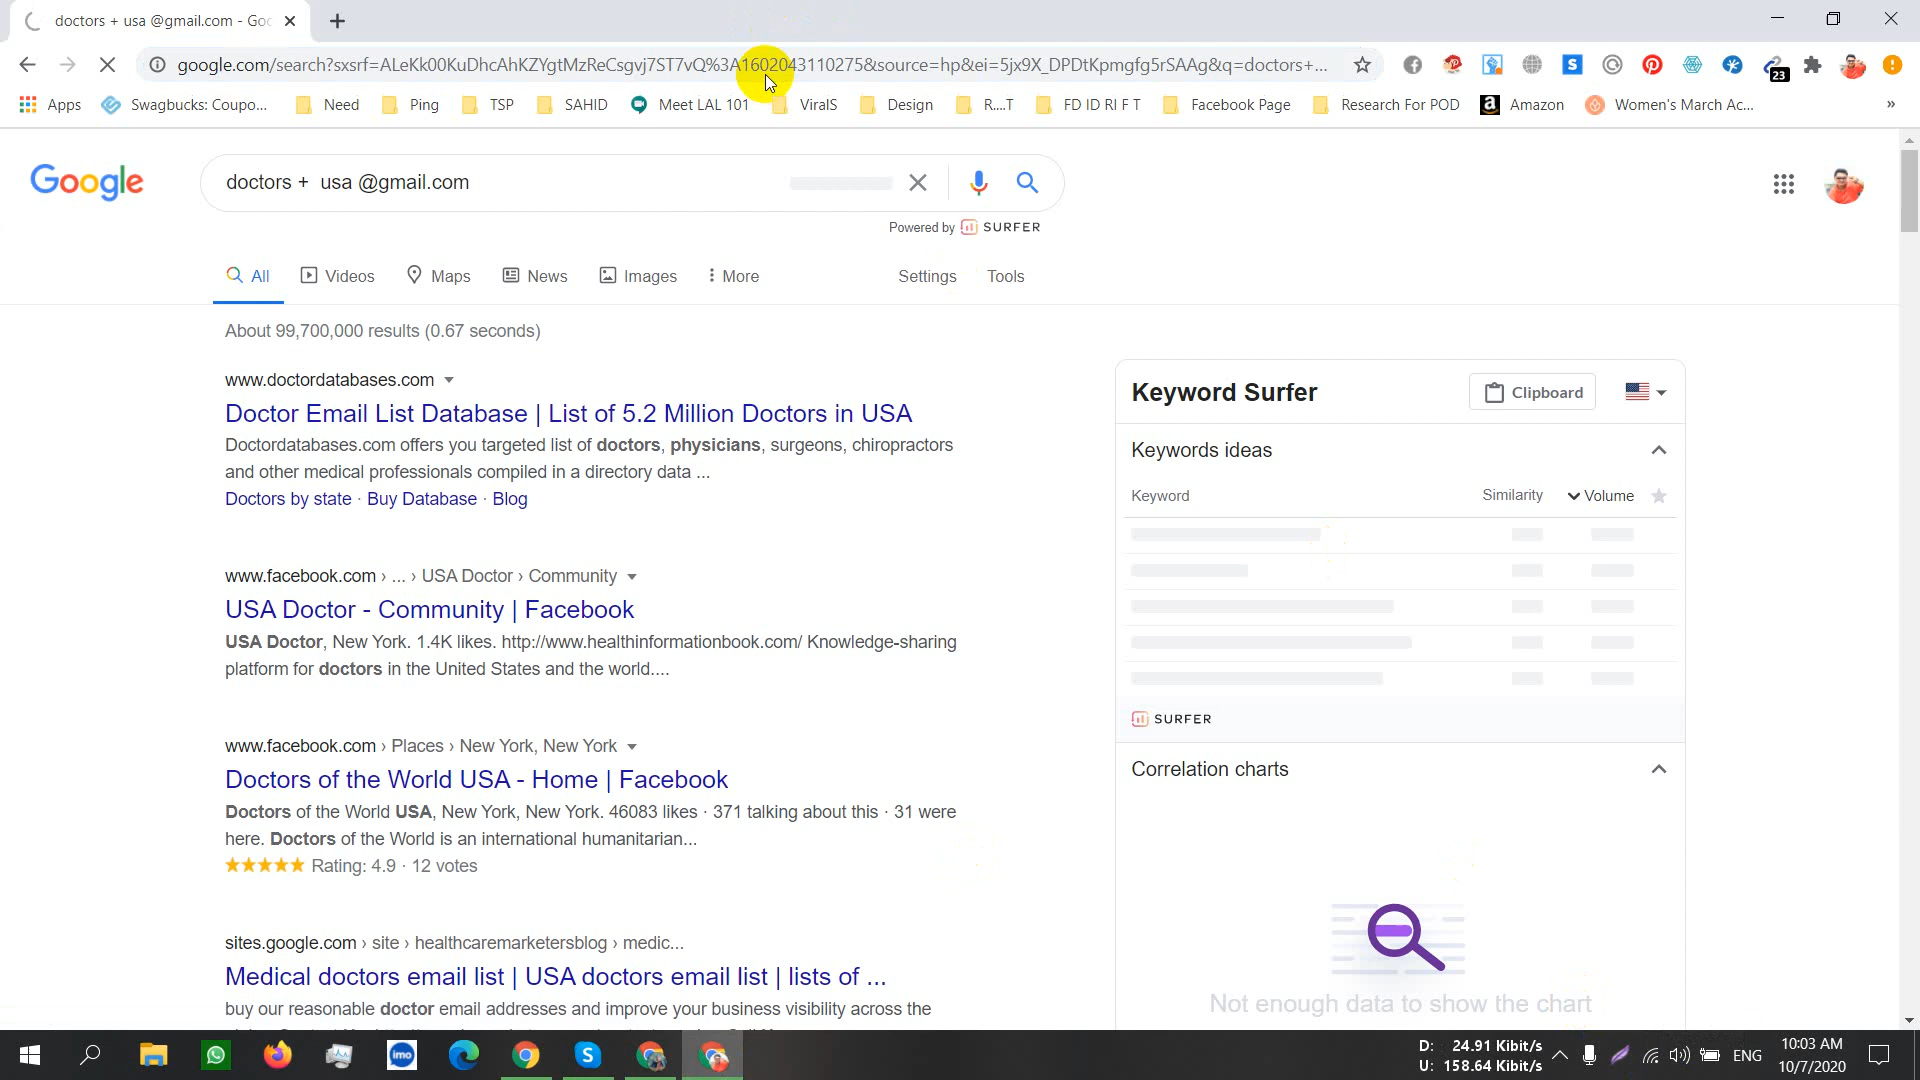 doctors + usa @gmail.com - Goo
google.com/search?sxsrf=ALeKk00KuDhcAhKZYgtMzReCsgvj7ST7vQ%3A1602043110275&source=hp&ei=5jx9X_DPDtKpmgfg5rSAAg&q=doctors+...
23
Apps
Swagbucks: Coupo...
Need
Ping
TSP
SAHID
Meet LAL 101
ViralS
Design
R....T
FD ID RI F T
Facebook Page
Research For POD
Amazon
Women's March Ac...
»
Google
doctors +  usa @gmail.com
Powered by SURFER
All
Videos
Maps
News
Images
More
Settings
Tools
About 99,700,000 results (0.67 seconds)
www.doctordatabases.com
Doctor Email List Database | List of 5.2 Million Doctors in USA
Doctordatabases.com offers you targeted list of doctors, physicians, surgeons, chiropractors
and other medical professionals compiled in a directory data ...
Doctors by state · Buy Database · Blog
www.facebook.com › ... › USA Doctor › Community
USA Doctor - Community | Facebook
USA Doctor, New York. 1.4K likes. http://www.healthinformationbook.com/ Knowledge-sharing
platform for doctors in the United States and the world....
www.facebook.com › Places › New York, New York
Doctors of the World USA - Home | Facebook
Doctors of the World USA, New York, New York. 46083 likes · 371 talking about this · 31 were
here. Doctors of the World is an international humanitarian...
Rating: 4.9 · 12 votes
sites.google.com › site › healthcaremarketersblog › medic...
Medical doctors email list | USA doctors email list | lists of ...
buy our reasonable doctor email addresses and improve your business visibility across the
Keyword Surfer
Clipboard
Keywords ideas
Keyword
Similarity
Volume
SURFER
Correlation charts
Not enough data to show the chart
imo
D: 24.91 Kibit/s
U: 158.64 Kibit/s
ENG
10:03 AM
10/7/2020